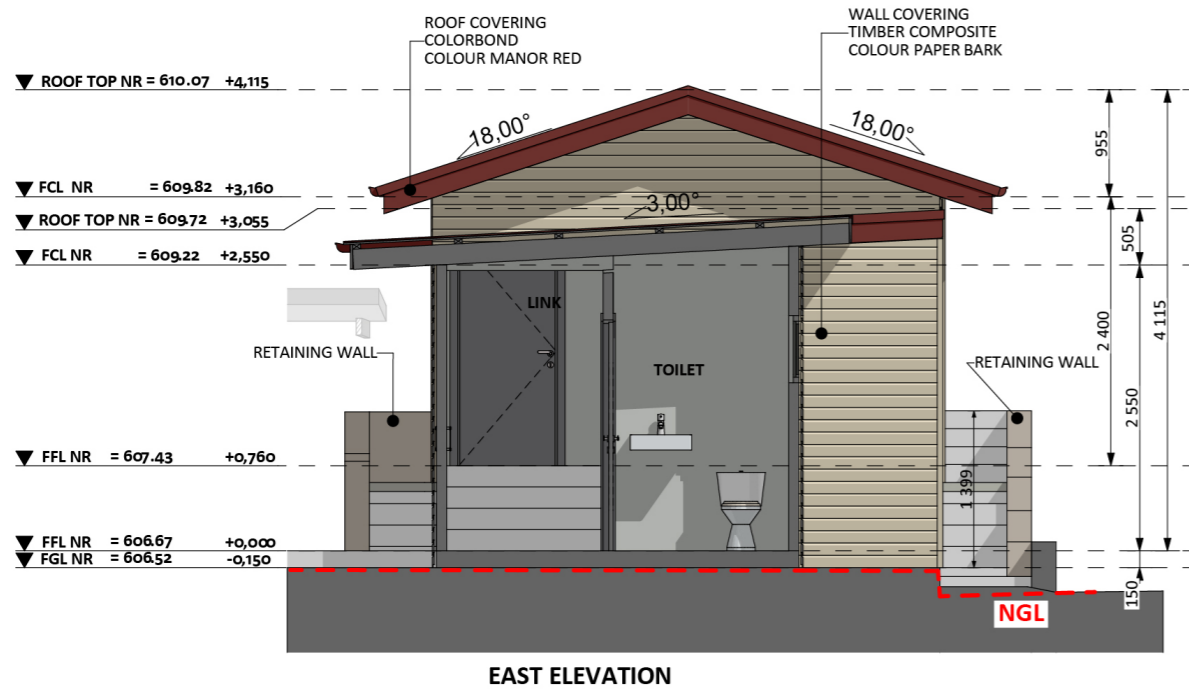 ROOF COVERING
COLORBOND
COLOUR MANOR RED
WALL COVERING
TIMBER COMPOSITE
COLOUR PAPER BARK
ROOF TOP NR = 610.07 +4,115
18,00°
18,00°
955
FCL NR = 609.82 +3,160
3,00°
ROOF TOP NR = 609.72 +3,055
505
FCL NR = 609.22 +2,550
LINK
2 400
4 115
RETAINING WALL
TOILET
RETAINING WALL
2 550
FFL NR = 607.43 +0,760
1 399
FFL NR = 606.67 +0,000
FGL NR = 606.52 -0,150
150
NGL
EAST ELEVATION